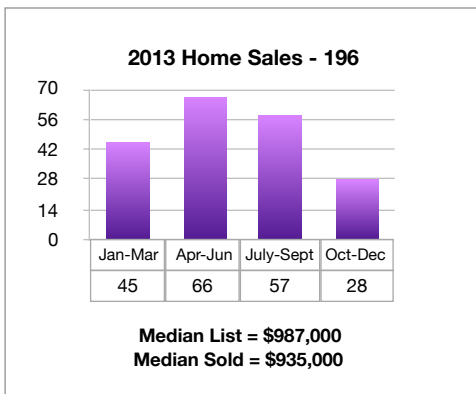 2013 Home Sales - 196
70
56
42
28
14
0
Jan-Mar Apr-Jun July-Sept Oct-Dec
45 66 57 28
Median List = $987,000
Median Sold = $935,000